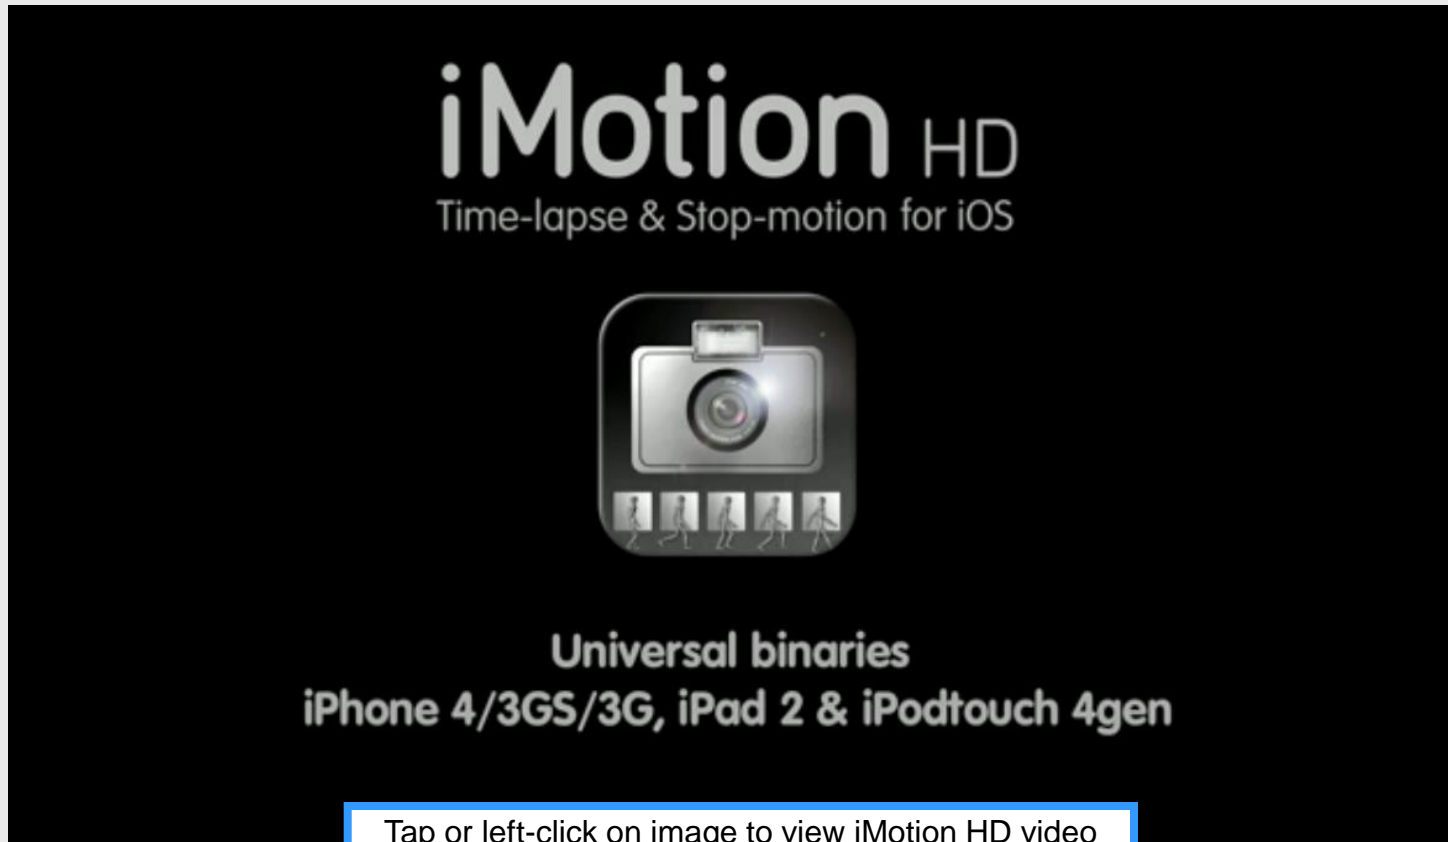 iMotion HD
Time-lapse & Stop-motion for iOS
Universal binaries
iPhone 4/3GS/3G, iPad 2 & iPodtouch 4gen
Tap or left-click on image to view iMotion HD video